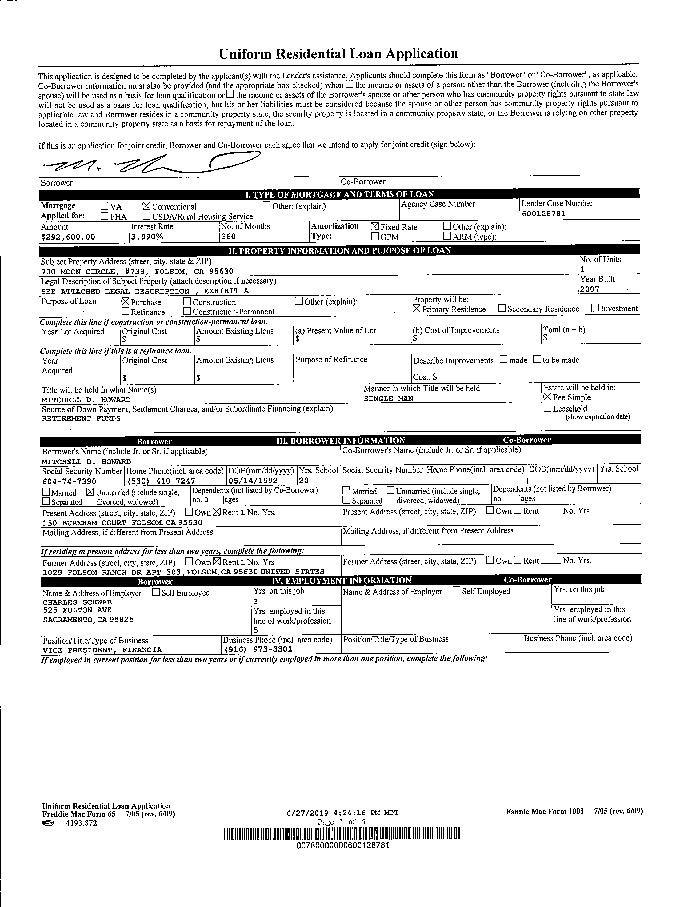 Uniform Residential Loan Application
This application is designed to be completed by the applicant(s) with the Lender's assistance. Applicants should complete this form as "Borrower" or "Co-Borrower", as applicable.
Co-Borrower information must also be provided (and the appropriate box checked) when the income or assets of a person other than the Borrower (including the Borrower's
spouse) will be used as a basis for loan qualification or the income or assets of the Borrower's spouse or other person who has community property rights pursuant to state law
will not be used as a basis for loan qualification, but his or her liabilities must be considered because the spouse or other person has community property rights pursuant to
applicable law and Borrower resides in a community property state, the security property is located in a community property state, or the Borrower is relying on other property
located in a community property state as a basis for repayment of the loan.
If this is an application for joint credit, Borrower and Co-Borrower each agree that we intend to apply for joint credit (sign below):
Borrower Co-Borrower
I. TYPE OF MORTGAGE AND TERMS OF LOAN
Mortgage VA Conventional Other (explain) Agency Case Number Lender Case Number
Applied for: FHA USDA/Rural Housing Service 600128781
Amount Interest Rate No. of Months Amortization Fixed Rate Other (explain):
$292,600.00 3.990% 360 Type: GPM ARM (type):
II. PROPERTY INFORMATION AND PURPOSE OF LOAN
Subject Property Address (street, city, state & ZIP) No. of Units
MOON CIRCLE, FOLSOM, CA 95630 1
Legal Description of Subject Property (attach description if necessary) Year Built
SEE ATTACHED LEGAL DESCRIPTION, EXHIBIT A 2007
Purpose of Loan Purchase Construction Other (explain): Property will be:
Refinance Construction-Permanent Primary Residence Secondary Residence Investment
Complete this line if construction or construction-permanent loan.
Year Lot Acquired Original Cost Amount Existing Liens (a) Present Value of Lot (b) Cost of Improvements Total (a + b)
$ $ $ $ $
Complete this line if this is a refinance loan.
Year Original Cost Amount Existing Liens Purpose of Refinance Describe Improvements made to be made
Acquired
$ $ Cost: $
Title will be held in what Name(s) Manner in which Title will be held Estate will be held in:
MITCHELL D. HOWARD SINGLE MAN Fee Simple
Source of Down Payment, Settlement Charges, and/or Subordinate Financing (explain) Leasehold
RETIREMENT FUNDS (show expiration date)
Borrower III. BORROWER INFORMATION Co-Borrower
Borrower's Name (include Jr. or Sr. if applicable) Co-Borrower's Name (include Jr. or Sr. if applicable)
MITCHELL D. HOWARD
Social Security Number Home Phone(incl. area code) DOB(mm/dd/yyyy) Yrs. School Social Security Number Home Phone(incl. area code) DOB(mm/dd/yyyy) Yrs. School
(530) 05/14/1992 20
Married Unmarried (include single, Dependents (not listed by Co-Borrower) Married Unmarried (include single, Dependents (not listed by Borrower)
Separated divorced, widowed) no. ages Separated divorced, widowed) no. ages
Present Address (street, city, state, ZIP) Own Rent No. Yrs. Present Address (street, city, state, ZIP) Own Rent No. Yrs.
COURT FOLSOM CA 95630
Mailing Address, if different from Present Address Mailing Address, if different from Present Address
If residing at present address for less than two years, complete the following:
Former Address (street, city, state, ZIP) Own Rent No. Yrs. Former Address (street, city, state, ZIP) Own Rent No. Yrs.
1025 FOLSOM RANCH DR APT 303, FOLSOM, CA 95630 UNITED STATES
Borrower IV. EMPLOYMENT INFORMATION Co-Borrower
Name & Address of Employer Self Employed Yrs. on this job Name & Address of Employer Self Employed Yrs. on this job
CHARLES SCHWAB 3
525 FULTON AVE Yrs. employed in this Yrs. employed in this
SACRAMENTO, CA 95825 line of work/profession line of work/profession
5
Position/Title/Type of Business Business Phone (incl. area code) Position/Title/Type of Business Business Phone (incl. area code)
VICE PRESIDENT, FINANCIA (916) 973-3301
If employed in current position for less than two years or if currently employed in more than one position, complete the following:
Uniform Residential Loan Application
Freddie Mac Form 65 7/05 (rev. 6/09) 6/27/2019 4:24:16 PM MDT Fannie Mae Form 1003 7/05 (rev. 6/09)
4193.872 Page 1 of